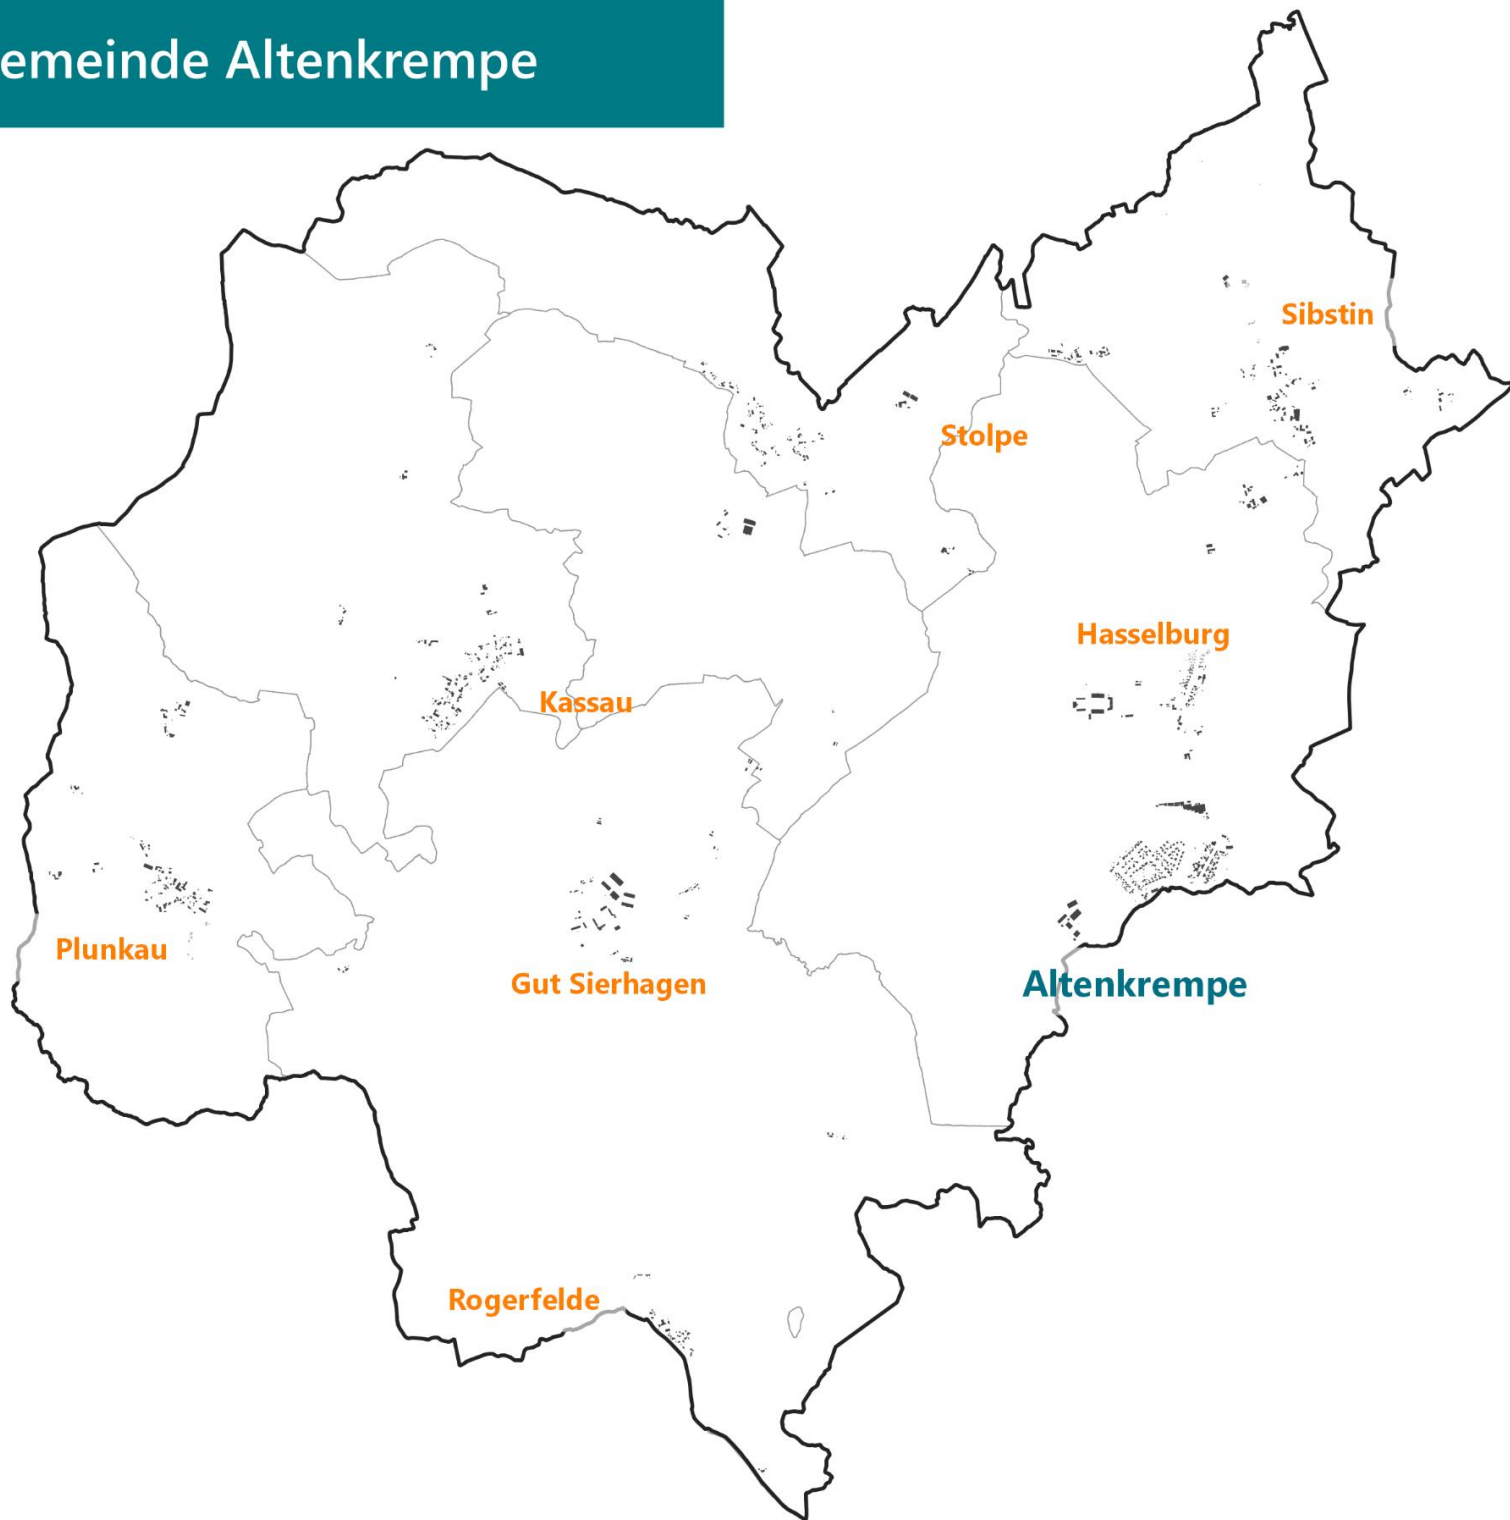 emeinde Altenkrempe
Sibstin
Stolpe
Hasselburg
Kassau
Plunkau
Gut Sierhagen
Altenkrempe
Rogerfelde